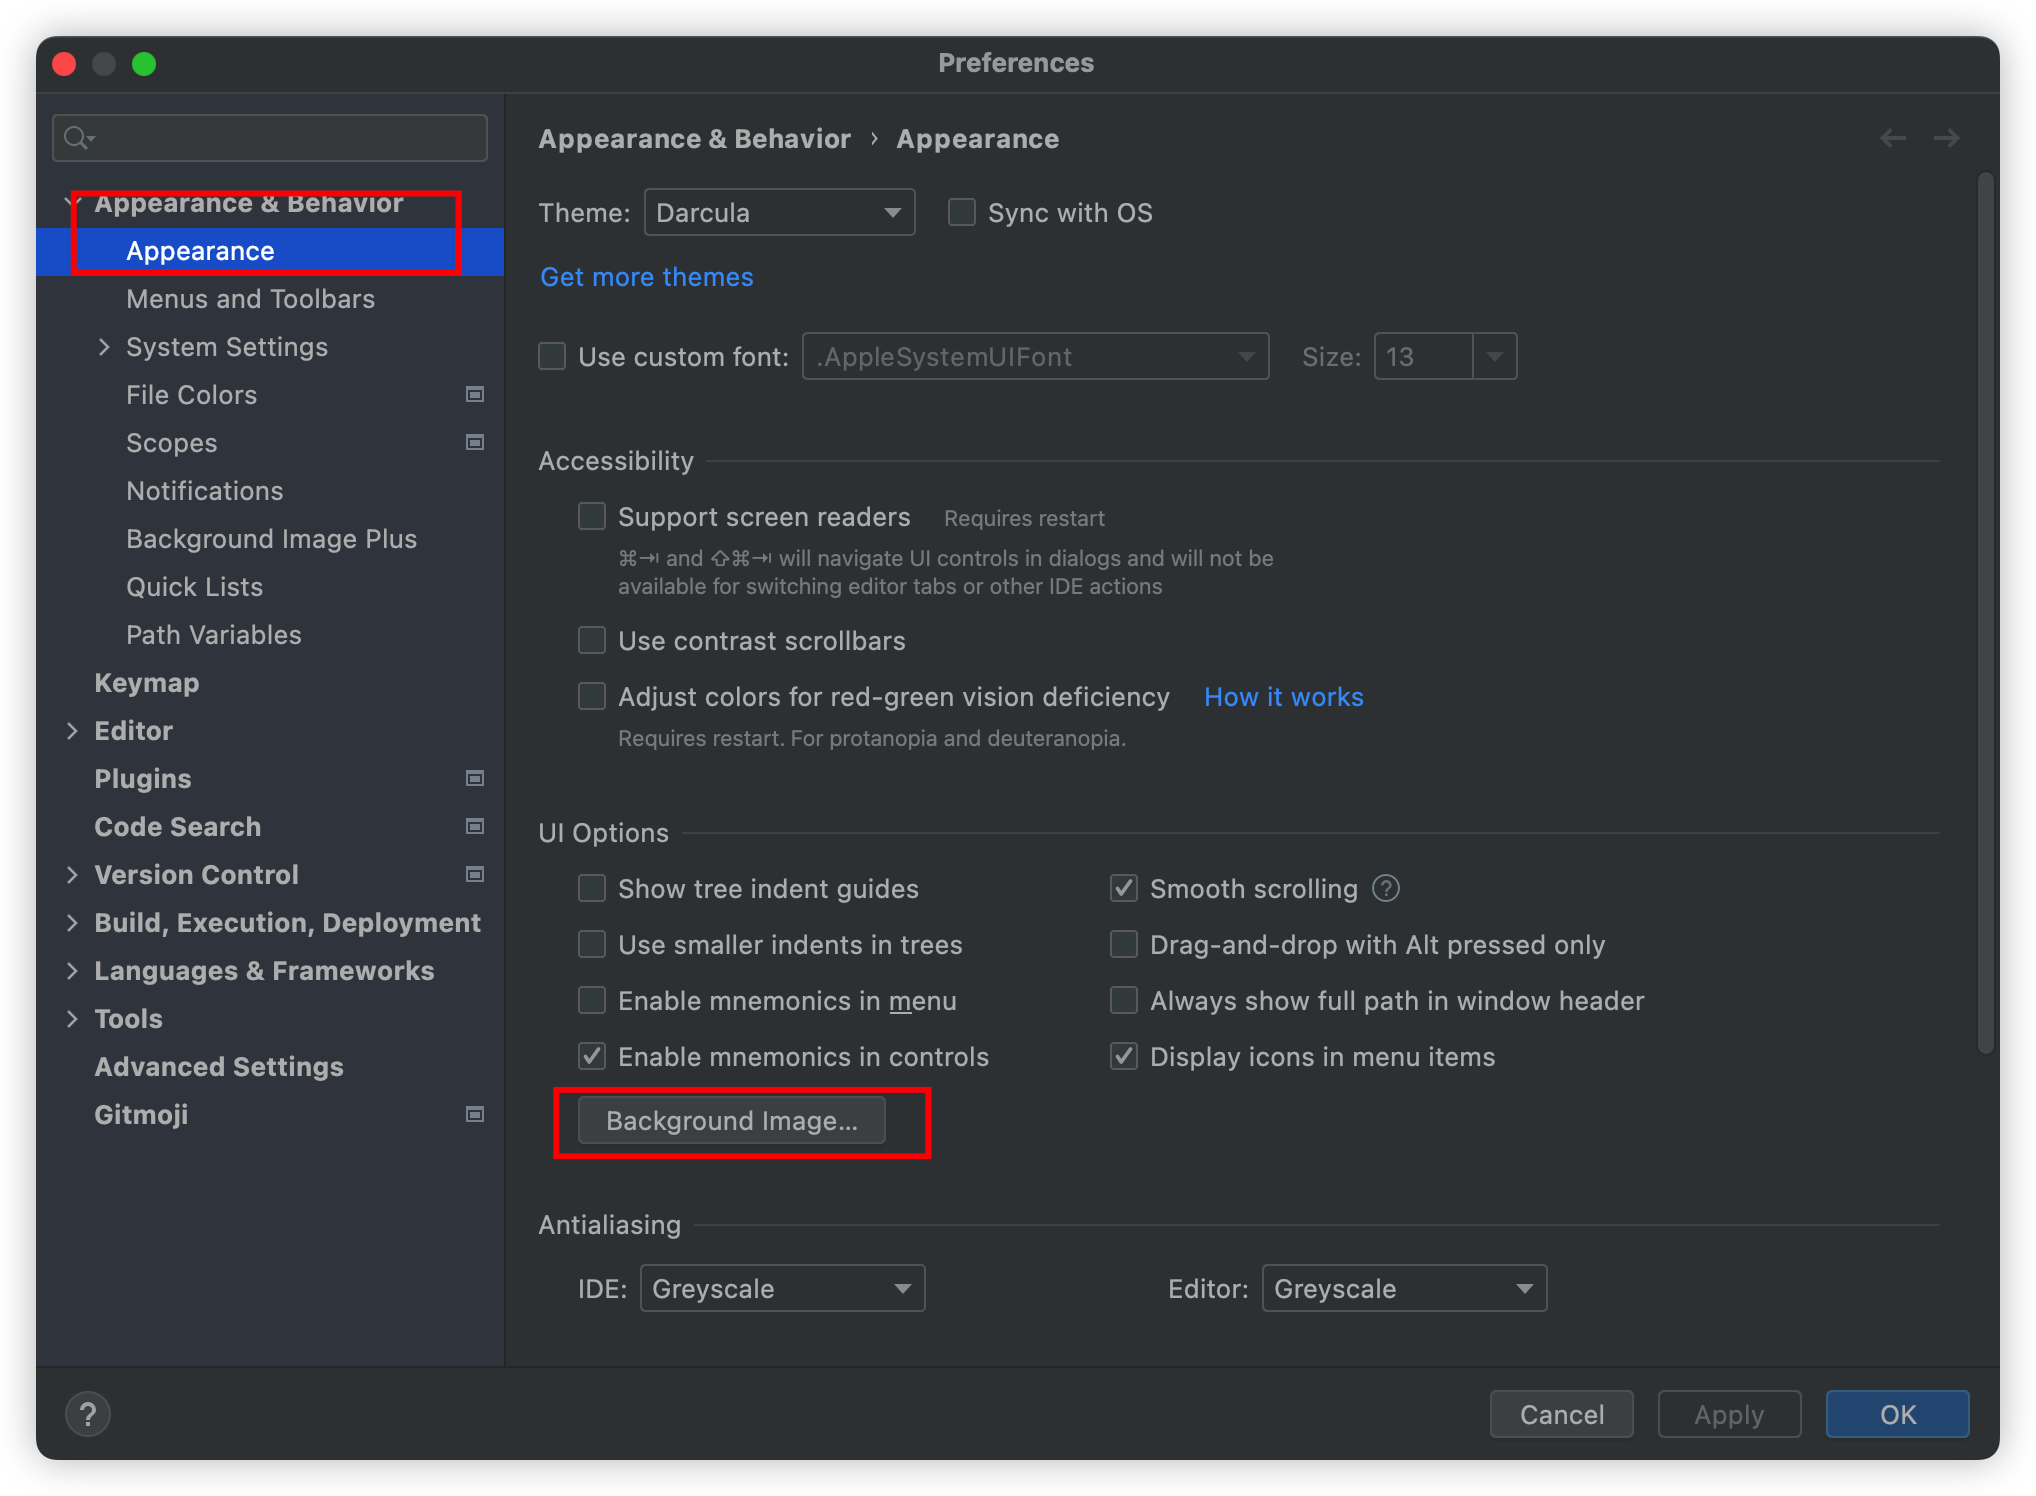 Preferences
Appearance & Behavior
Appearance
Menus and Toolbars
System Settings
File Colors
Scopes
Notifications
Background Image Plus
Quick Lists
Path Variables
Keymap
Editor
Plugins
Code Search
Version Control
Build, Execution, Deployment
Languages & Frameworks
Tools
Advanced Settings
Gitmoji
Appearance & Behavior › Appearance
Theme: Darcula Sync with OS
Get more themes
Use custom font: .AppleSystemUIFont Size: 13
Accessibility
Support screen readers Requires restart
⌘⇥ and ⇧⌘⇥ will navigate UI controls in dialogs and will not be
available for switching editor tabs or other IDE actions
Use contrast scrollbars
Adjust colors for red-green vision deficiency How it works
Requires restart. For protanopia and deuteranopia.
UI Options
Show tree indent guides Smooth scrolling ?
Use smaller indents in trees Drag-and-drop with Alt pressed only
Enable mnemonics in menu Always show full path in window header
Enable mnemonics in controls Display icons in menu items
Background Image...
Antialiasing
IDE: Greyscale Editor: Greyscale
? Cancel Apply OK